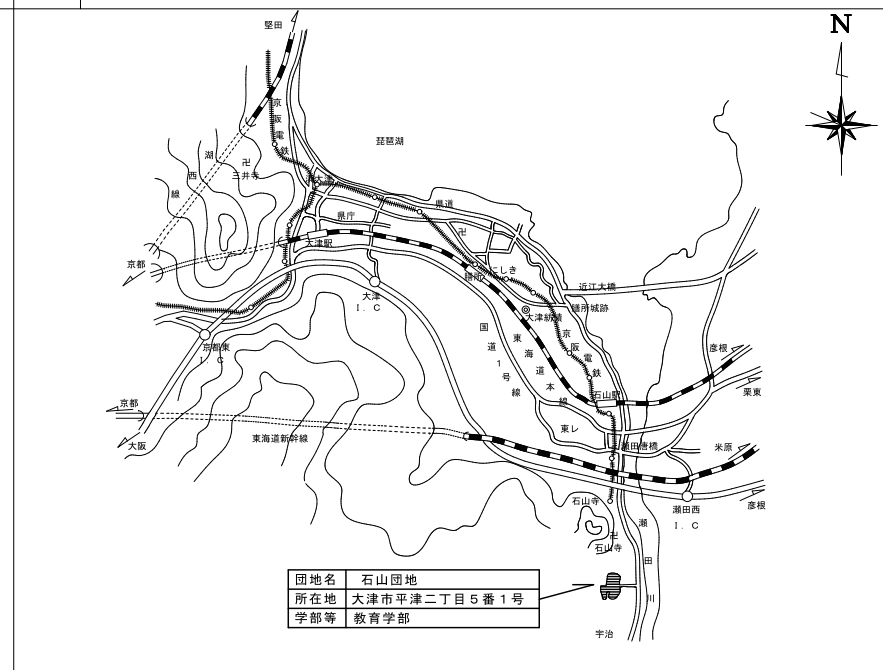 堅田
N
京阪電鉄
琵琶湖
湖西線
三井寺
浜大津
県道
県庁
大津駅
京都
にしき
膳所
大津
I.C
近江大橋
膳所城跡
国道1号線
東海道本線
京阪電鉄
京都東
I.C
彦根
石山駅
栗東
京都
大阪
東海道新幹線
東レ
瀬田唐橋
米原
石山寺
瀬田西
I.C
彦根
瀬田川
石山寺
団地名 石山団地
所在地 大津市平津二丁目5番1号
学部等 教育学部
宇治